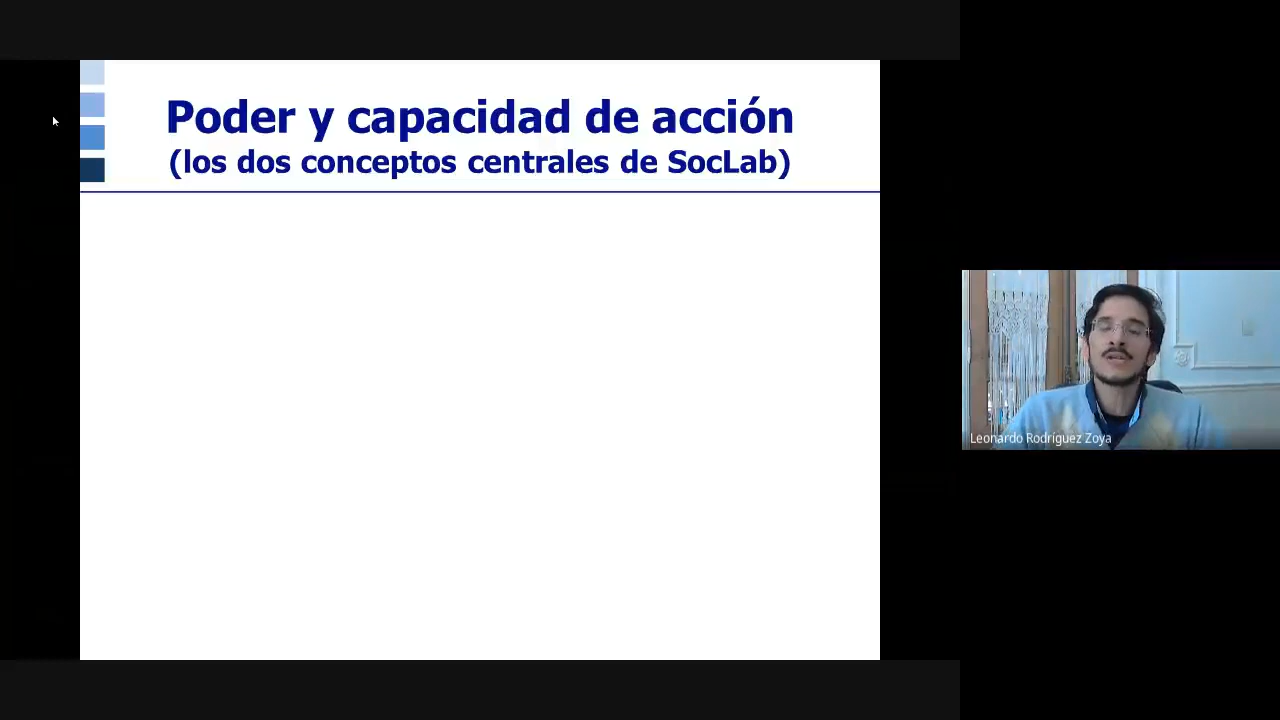 Poder y capacidad de acción
(los dos conceptos centrales de SocLab)
Leonardo Rodríguez Zoya